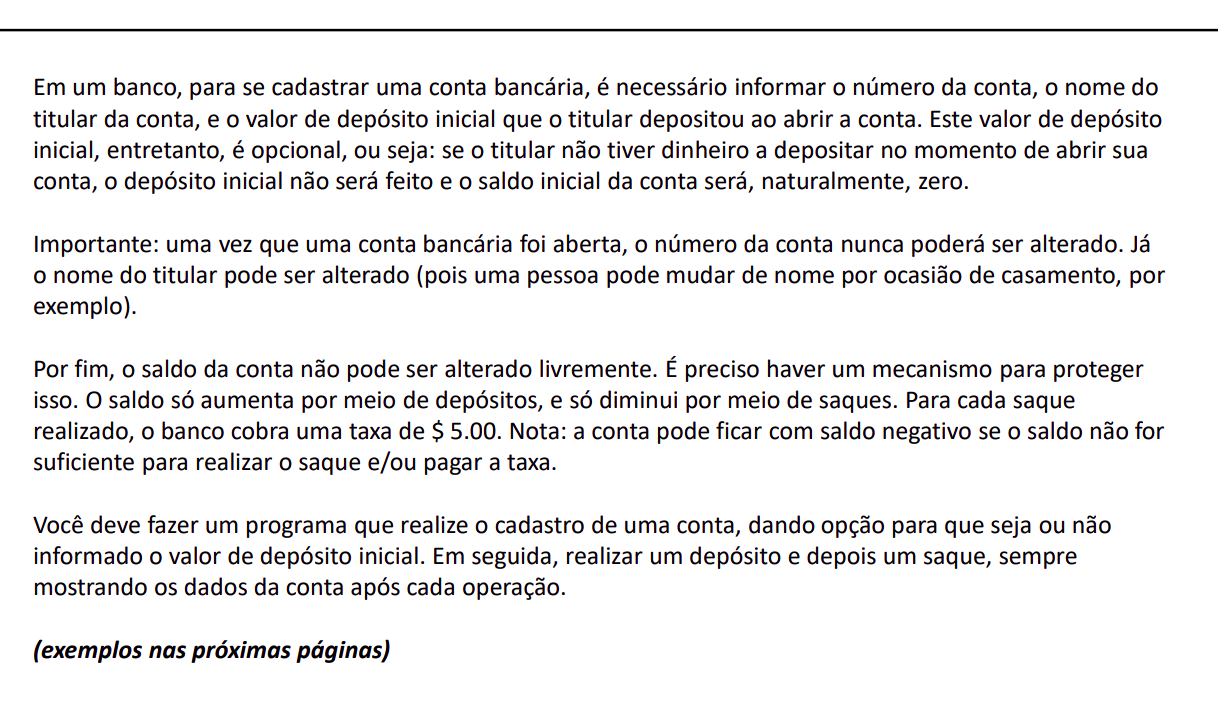 Em um banco, para se cadastrar uma conta bancária, é necessário informar o número da conta, o nome do
titular da conta, e o valor de depósito inicial que o titular depositou ao abrir a conta. Este valor de depósito
inicial, entretanto, é opcional, ou seja: se o titular não tiver dinheiro a depositar no momento de abrir sua
conta, o depósito inicial não será feito e o saldo inicial da conta será, naturalmente, zero.
Importante: uma vez que uma conta bancária foi aberta, o número da conta nunca poderá ser alterado. Já
o nome do titular pode ser alterado (pois uma pessoa pode mudar de nome por ocasião de casamento, por
exemplo).
Por fim, o saldo da conta não pode ser alterado livremente. É preciso haver um mecanismo para proteger
isso. O saldo só aumenta por meio de depósitos, e só diminui por meio de saques. Para cada saque
realizado, o banco cobra uma taxa de $ 5.00. Nota: a conta pode ficar com saldo negativo se o saldo não for
suficiente para realizar o saque e/ou pagar a taxa.
Você deve fazer um programa que realize o cadastro de uma conta, dando opção para que seja ou não
informado o valor de depósito inicial. Em seguida, realizar um depósito e depois um saque, sempre
mostrando os dados da conta após cada operação.
(exemplos nas próximas páginas)